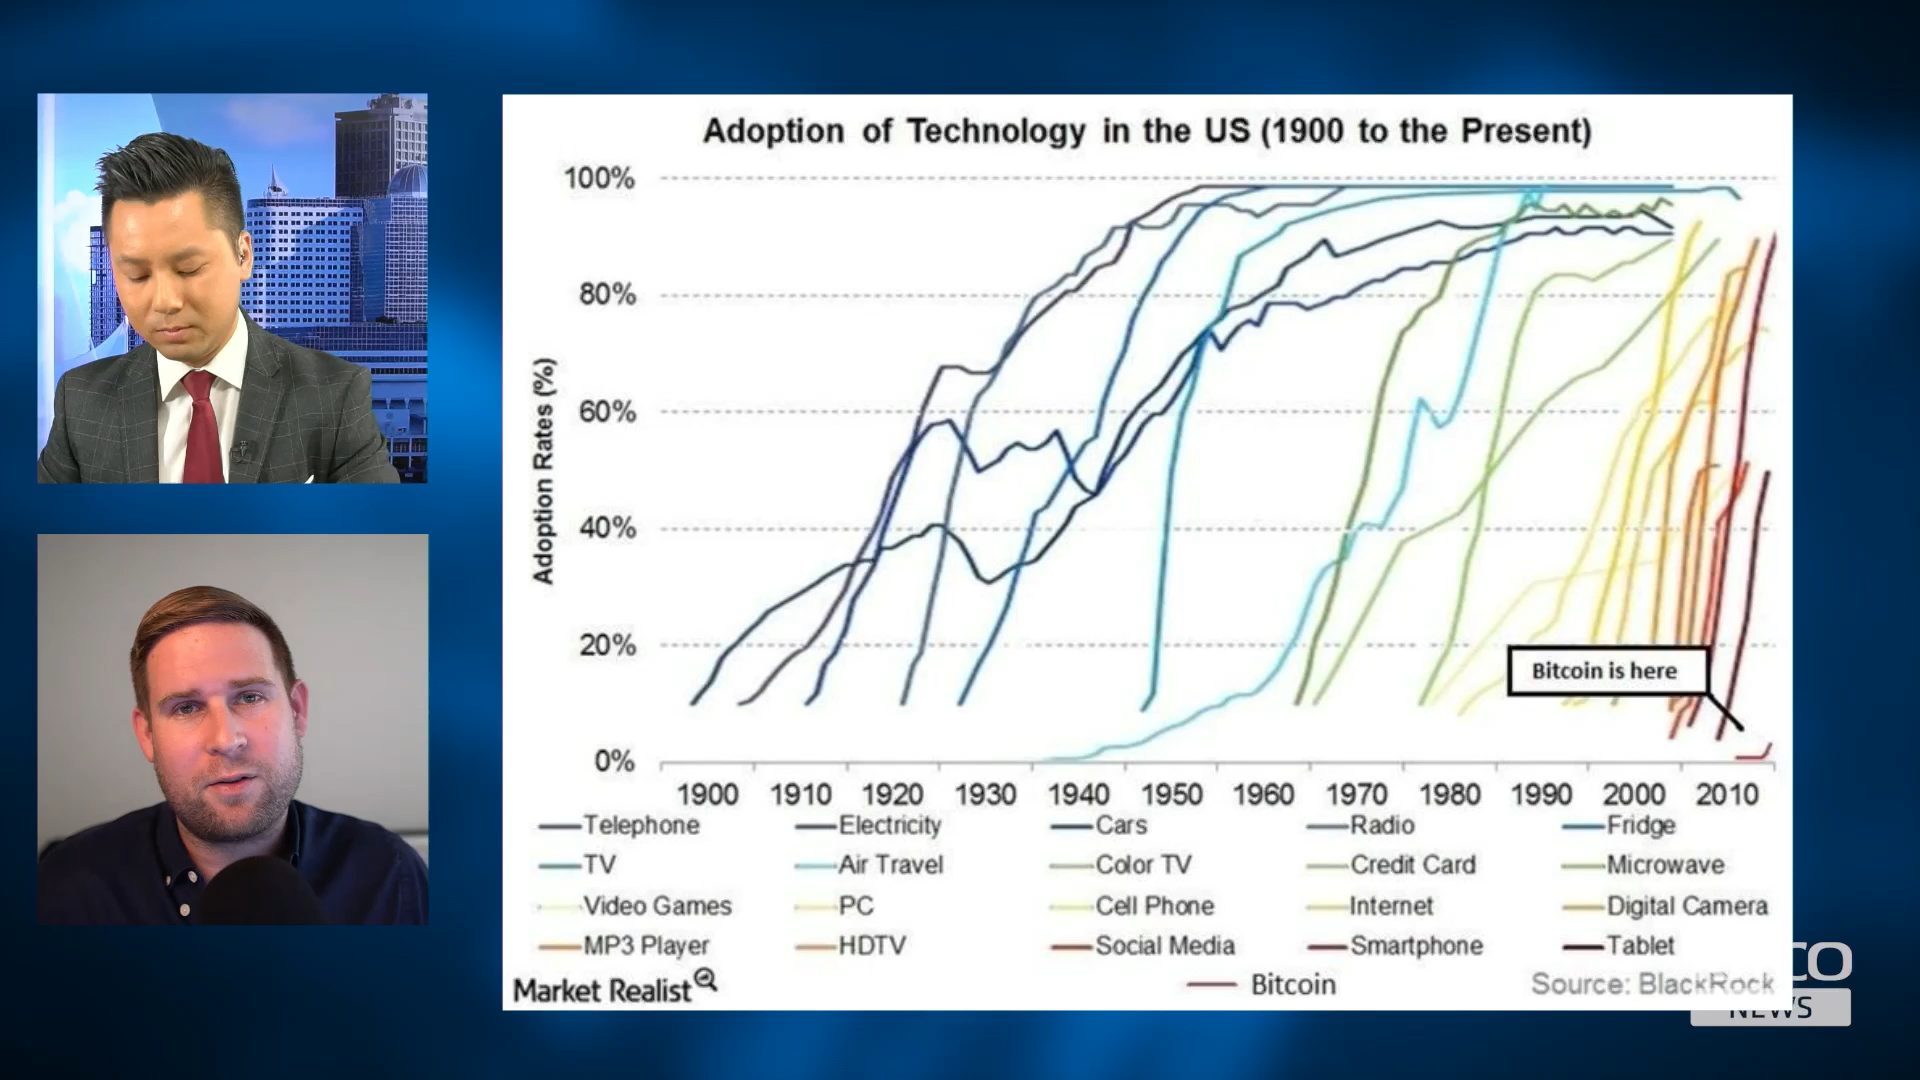 Adoption of Technology in the US (1900 to the Present)
100%
80%
60%
40%
20%
0%
Adoption Rates (%)
Bitcoin is here
1900 1910 1920 1930 1940 1950 1960 1970 1980 1990 2000 2010
Telephone Electricity Cars Radio Fridge
TV Air Travel Color TV Credit Card Microwave
Video Games PC Cell Phone Internet Digital Camera
MP3 Player HDTV Social Media Smartphone Tablet
Market Realist Bitcoin Source: BlackRock
CO
NEWS